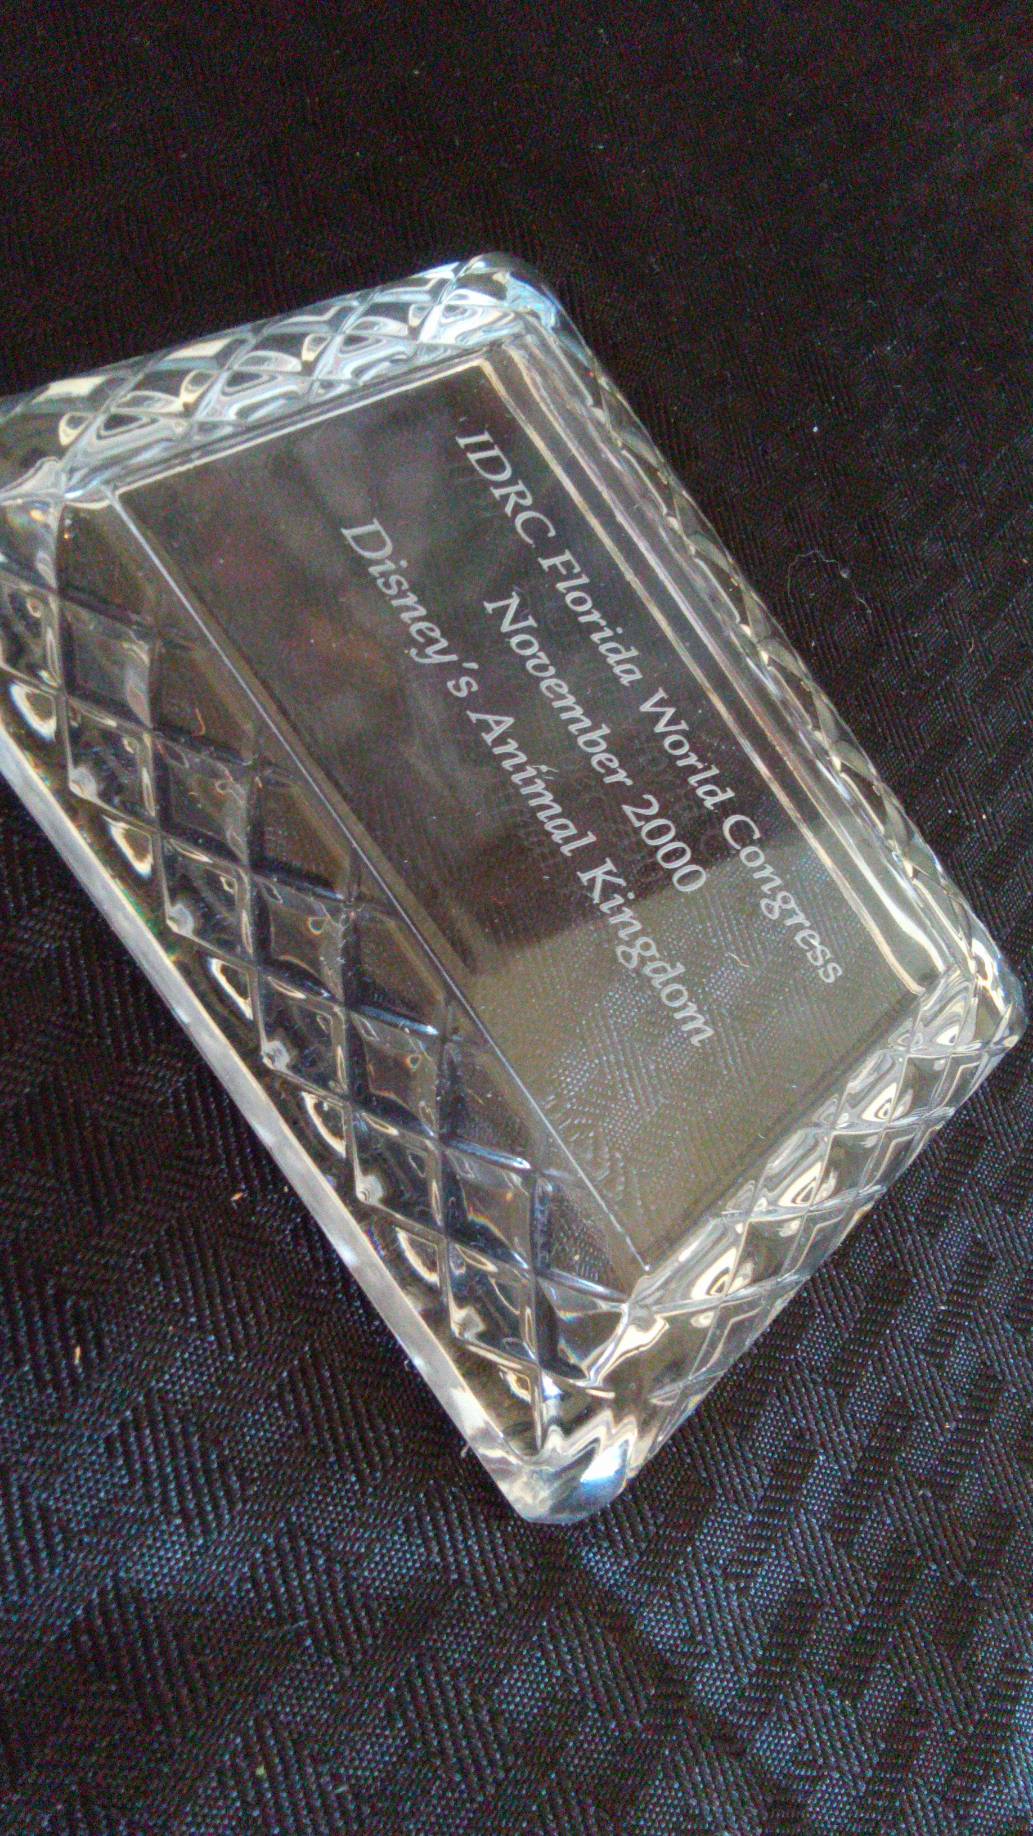 IDRC Florida World Congress
November 2000
Disney's Animal Kingdom